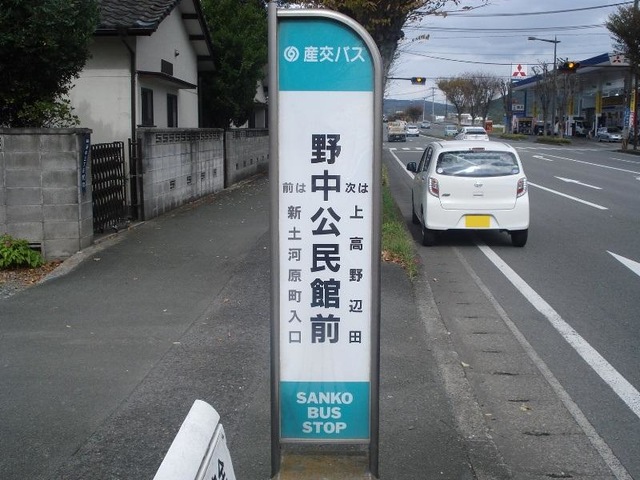 産交バス
次は 上高野辺田
野中公民館前
前は 新土河原町入口
SANKO
BUS
STOP